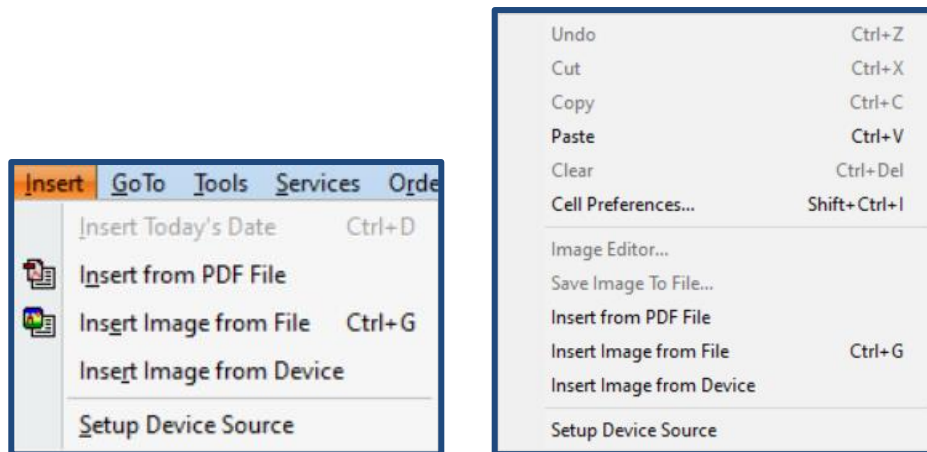 Insert GoTo Tools Services Orde
Insert Today's Date Ctrl+D
Insert from PDF File
Insert Image from File Ctrl+G
Insert Image from Device
Setup Device Source
Undo Ctrl+Z
Cut Ctrl+X
Copy Ctrl+C
Paste Ctrl+V
Clear Ctrl+Del
Cell Preferences... Shift+Ctrl+I
Image Editor...
Save Image To File...
Insert from PDF File
Insert Image from File Ctrl+G
Insert Image from Device
Setup Device Source